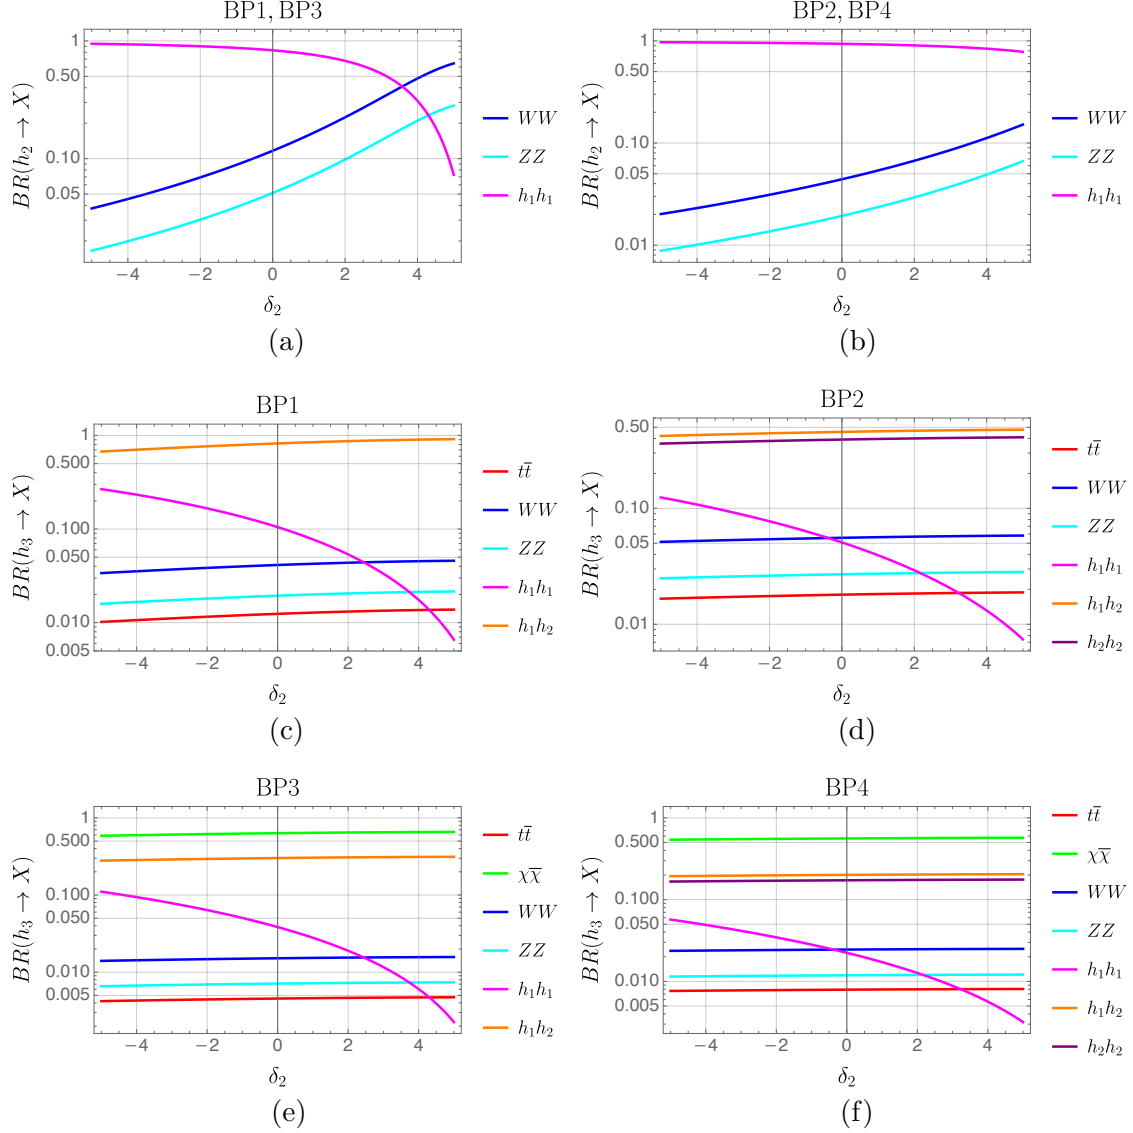 BP1, BP3
BR(h₂ → X)
1
0.50
0.10
0.05
−4 −2 0 2 4
δ₂
WW
ZZ
h₁h₁
(a)
BP2, BP4
BR(h₂ → X)
1
0.50
0.10
0.05
0.01
−4 −2 0 2 4
δ₂
WW
ZZ
h₁h₁
(b)
BP1
BR(h₃ → X)
1
0.500
0.100
0.050
0.010
0.005
−4 −2 0 2 4
δ₂
tt̅
WW
ZZ
h₁h₁
h₁h₂
(c)
BP2
BR(h₃ → X)
0.50
0.10
0.05
0.01
−4 −2 0 2 4
δ₂
tt̅
WW
ZZ
h₁h₁
h₁h₂
h₂h₂
(d)
BP3
BR(h₃ → X)
1
0.500
0.100
0.050
0.010
0.005
−4 −2 0 2 4
δ₂
tt̅
χχ̅
WW
ZZ
h₁h₁
h₁h₂
(e)
BP4
BR(h₃ → X)
1
0.500
0.100
0.050
0.010
0.005
−4 −2 0 2 4
δ₂
tt̅
χχ̅
WW
ZZ
h₁h₁
h₁h₂
h₂h₂
(f)